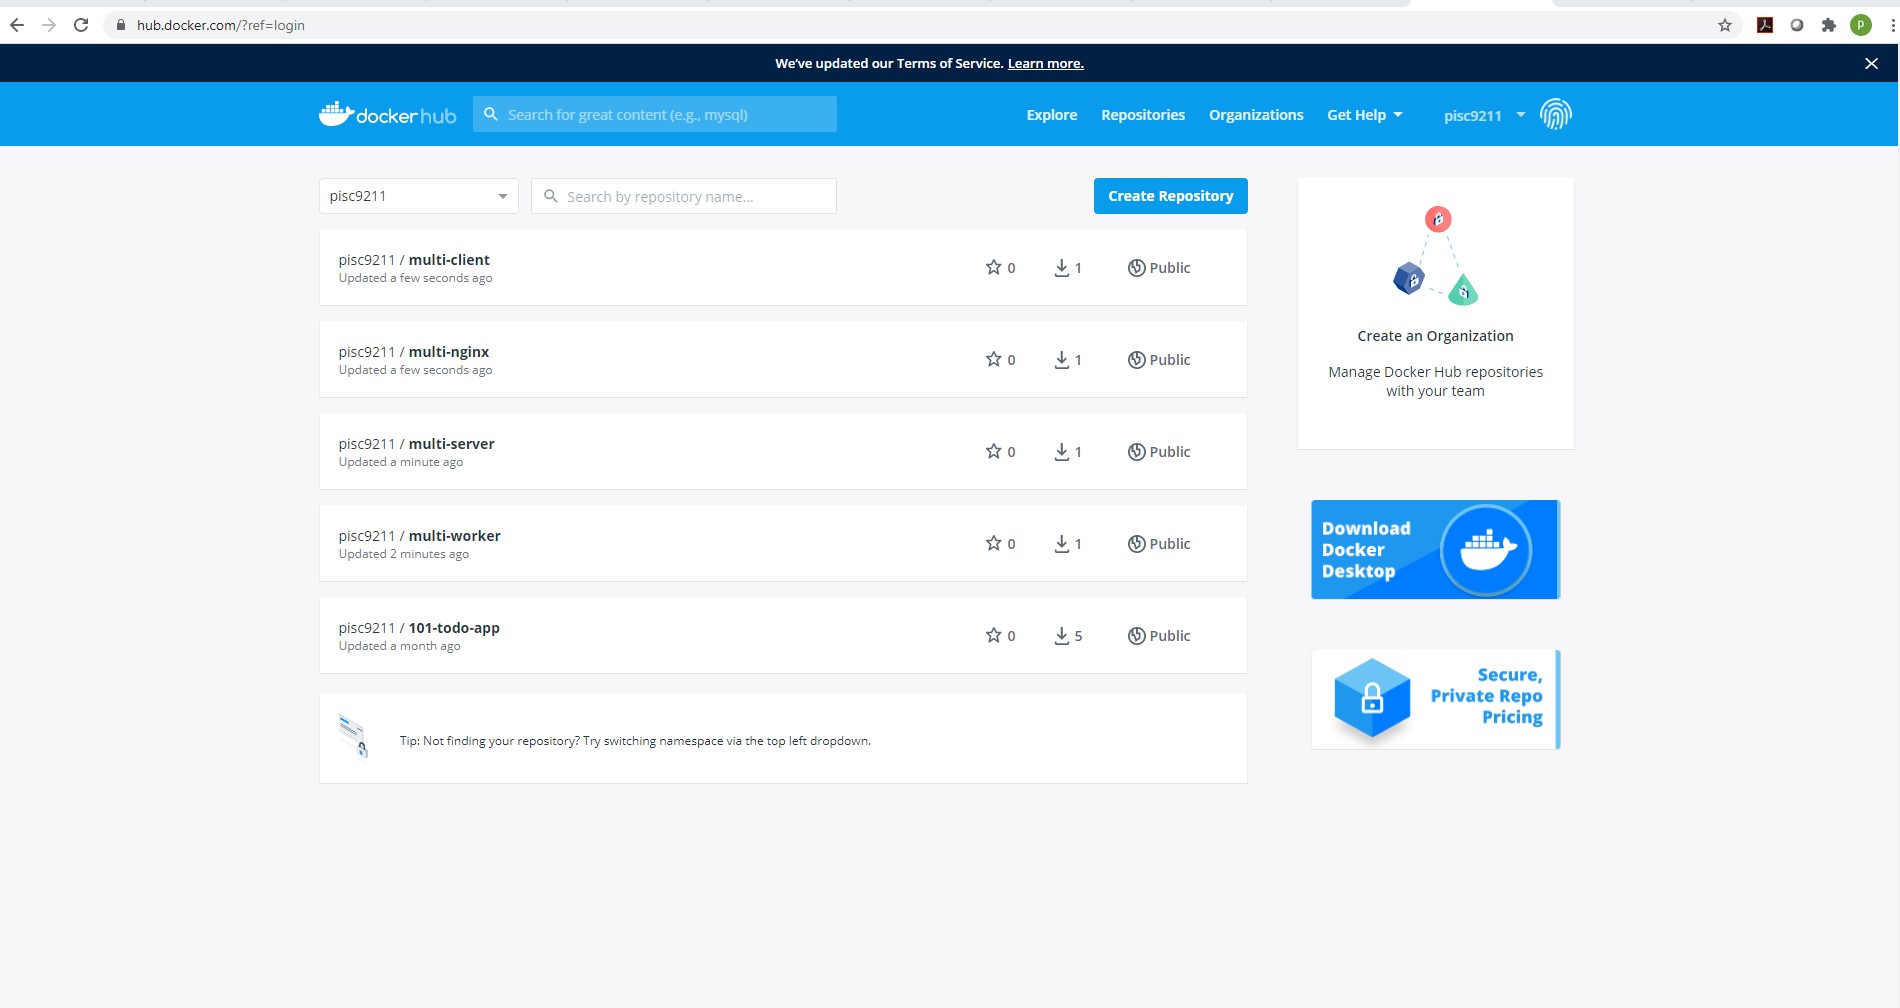 hub.docker.com/?ref=login
P
We've updated our Terms of Service. Learn more.
docker hub
Search for great content (e.g., mysql)
Explore
Repositories
Organizations
Get Help
pisc9211
pisc9211
Search by repository name...
Create Repository
pisc9211 / multi-client
Updated a few seconds ago
0
1
Public
pisc9211 / multi-nginx
Updated a few seconds ago
0
1
Public
pisc9211 / multi-server
Updated a minute ago
0
1
Public
pisc9211 / multi-worker
Updated 2 minutes ago
0
1
Public
pisc9211 / 101-todo-app
Updated a month ago
0
5
Public
Tip: Not finding your repository? Try switching namespace via the top left dropdown.
Create an Organization
Manage Docker Hub repositories
with your team
Download
Docker
Desktop
Secure,
Private Repo
Pricing